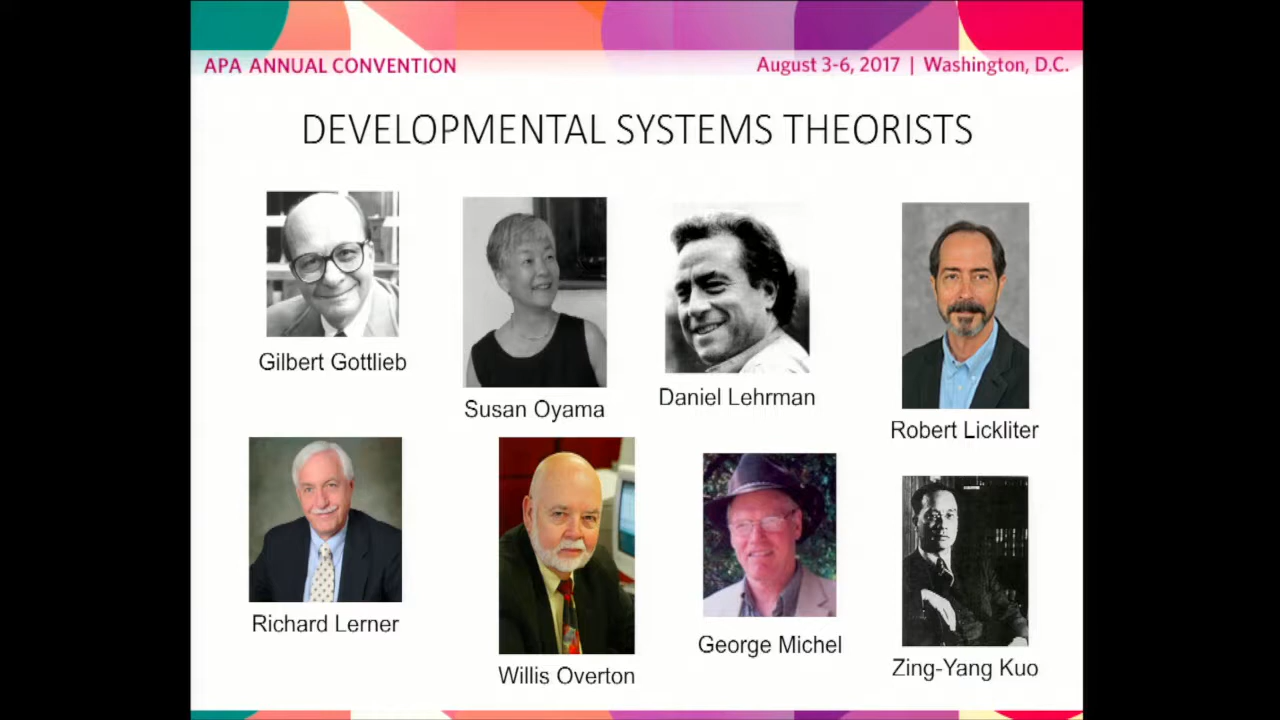 APA ANNUAL CONVENTION
August 3-6, 2017 | Washington, D.C.
DEVELOPMENTAL SYSTEMS THEORISTS
Gilbert Gottlieb
Susan Oyama
Daniel Lehrman
Robert Lickliter
Richard Lerner
Willis Overton
George Michel
Zing-Yang Kuo